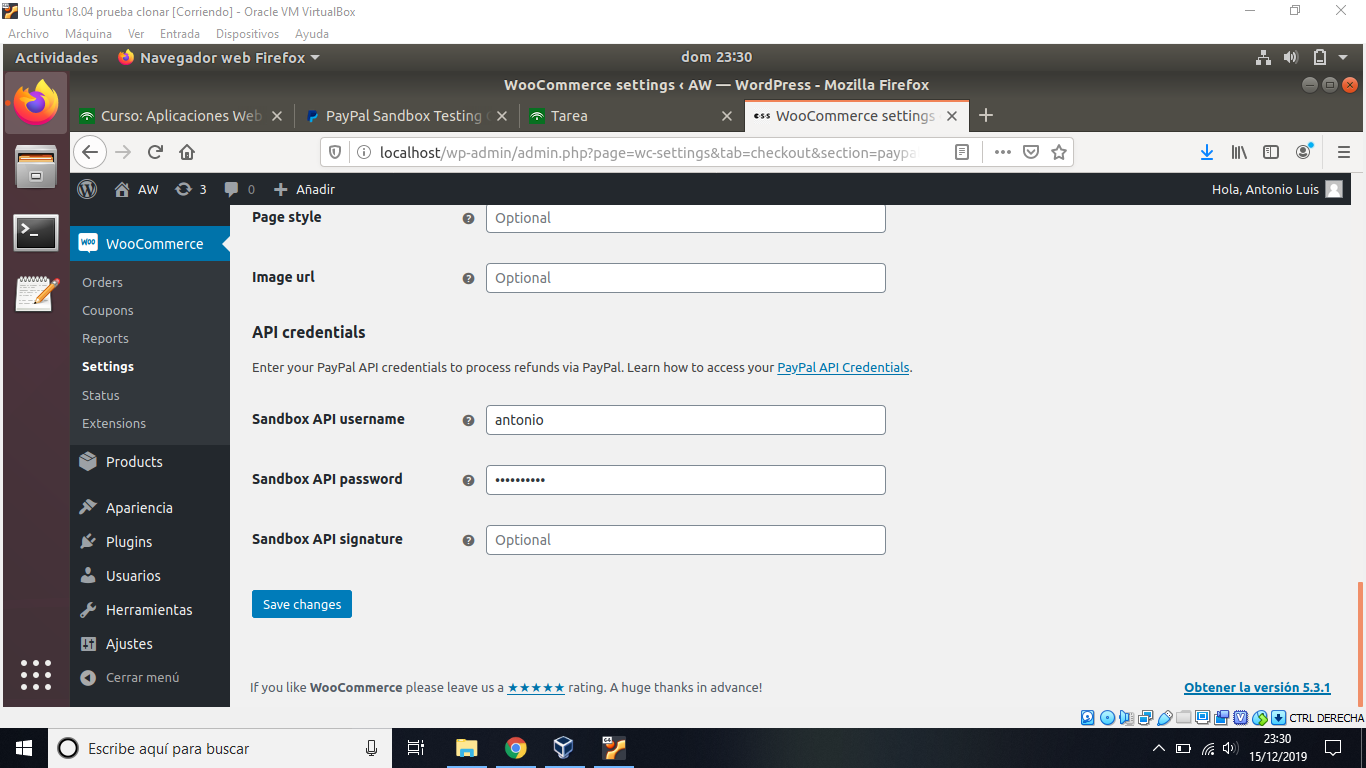 Ubuntu 18.04 prueba clonar [Corriendo] - Oracle VM VirtualBox
Archivo Máquina Ver Entrada Dispositivos Ayuda
Actividades Navegador web Firefox dom 23:30
WooCommerce settings ‹ AW — WordPress - Mozilla Firefox
Curso: Aplicaciones Web PayPal Sandbox Testing Tarea WooCommerce settings
localhost/wp-admin/admin.php?page=wc-settings&tab=checkout&section=paypa
AW 3 0 Añadir Hola, Antonio Luis
Page style Optional
WOO WooCommerce
Image url Optional
Orders
Coupons
Reports
Settings
Status
Extensions
Products
Apariencia
Plugins
Usuarios
Herramientas
Ajustes
Cerrar menú
API credentials
Enter your PayPal API credentials to process refunds via PayPal. Learn how to access your PayPal API Credentials.
Sandbox API username antonio
Sandbox API password ••••••••••
Sandbox API signature Optional
Save changes
If you like WooCommerce please leave us a ★★★★★ rating. A huge thanks in advance! Obtener la versión 5.3.1
CTRL DERECHA
Escribe aquí para buscar
23:30
15/12/2019